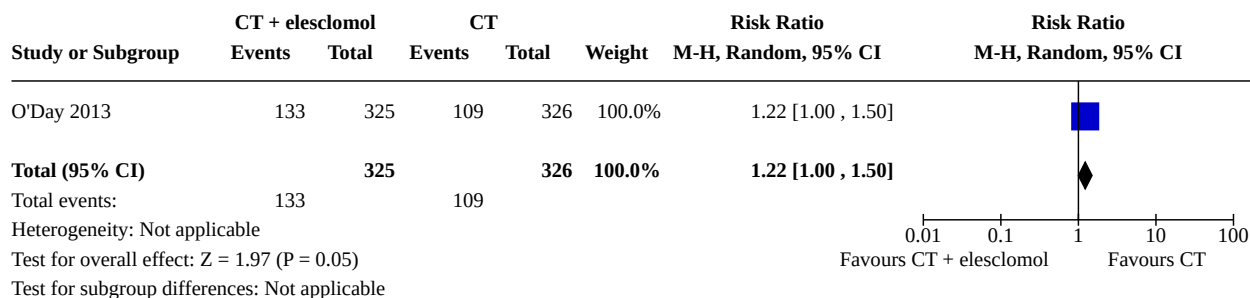 CT + elesclomol CT Risk Ratio Risk Ratio
Study or Subgroup Events Total Events Total Weight M-H, Random, 95% CI M-H, Random, 95% CI
O'Day 2013 133 325 109 326 100.0% 1.22 [1.00 , 1.50]
Total (95% CI) 325 326 100.0% 1.22 [1.00 , 1.50]
Total events: 133 109
Heterogeneity: Not applicable
0.01 0.1 1 10 100
Test for overall effect: Z = 1.97 (P = 0.05) Favours CT + elesclomol Favours CT
Test for subgroup differences: Not applicable